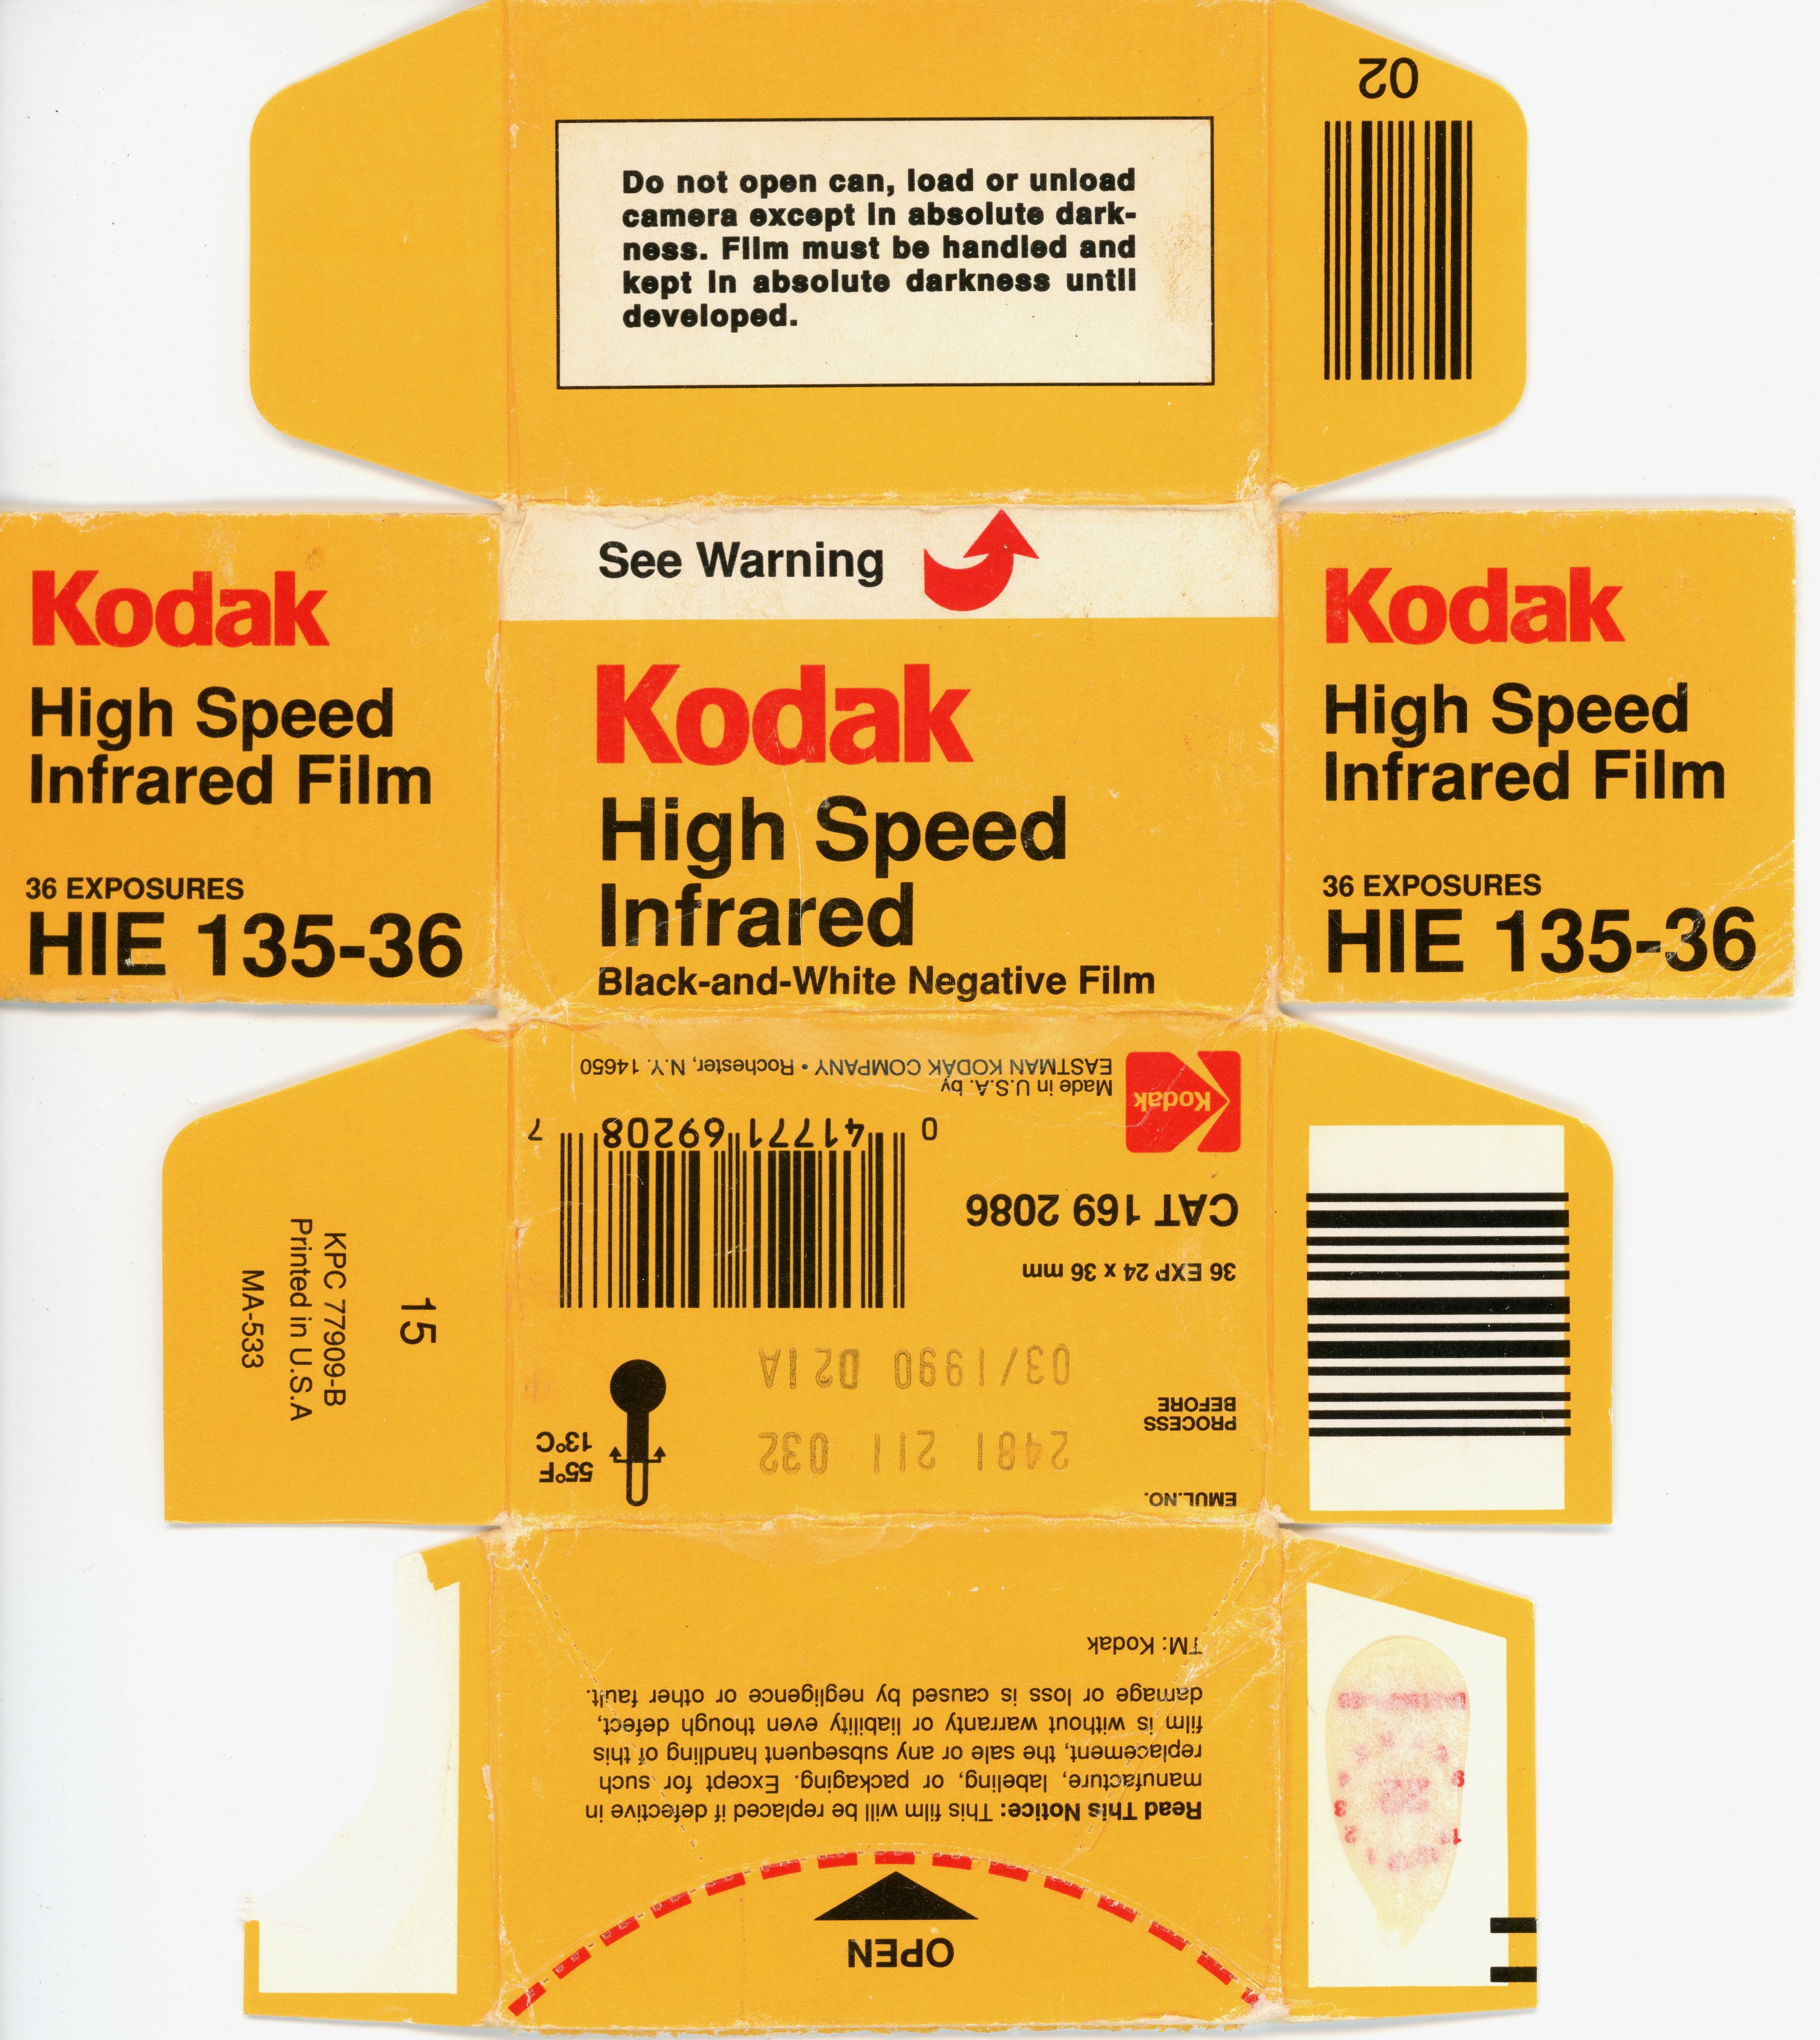 02
Do not open can, load or unload
camera except in absolute dark-
ness. Film must be handled and
kept in absolute darkness until
developed.
Kodak
High Speed
Infrared Film
36 EXPOSURES
HIE 135-36
See Warning
Kodak
High Speed
Infrared
Black-and-White Negative Film
Kodak
High Speed
Infrared Film
36 EXPOSURES
HIE 135-36
15
KPC 77909-B
Printed in U.S.A
MA-533
EMUL.NO.
2481 211 032
PROCESS
BEFORE
03/1990 D21A
55°F
13°C
36 EXP 24 x 36 mm
CAT 169 2086
0 41771 69208 7
Kodak
Made in U.S.A. by
EASTMAN KODAK COMPANY • Rochester, N.Y. 14650
OPEN
Read This Notice: This film will be replaced if defective in
manufacture, labeling, or packaging. Except for such
replacement, the sale or any subsequent handling of this
film is without warranty or liability even though defect,
damage or loss is caused by negligence or other fault.
TM: Kodak